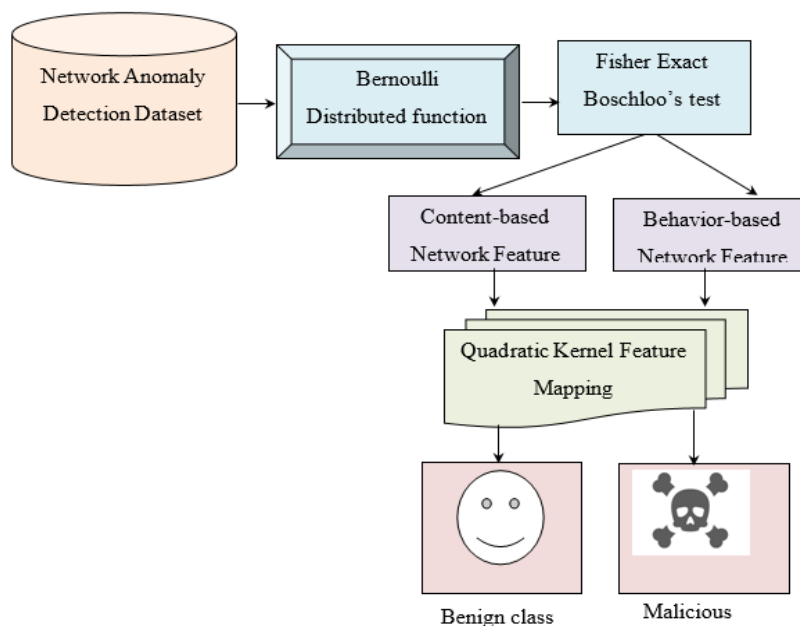 Network Anomaly
Detection Dataset
Bernoulli
Distributed function
Fisher Exact
Boschloo's test
Content-based
Network Feature
Behavior-based
Network Feature
Quadratic Kernel Feature
Mapping
Benign class
Malicious